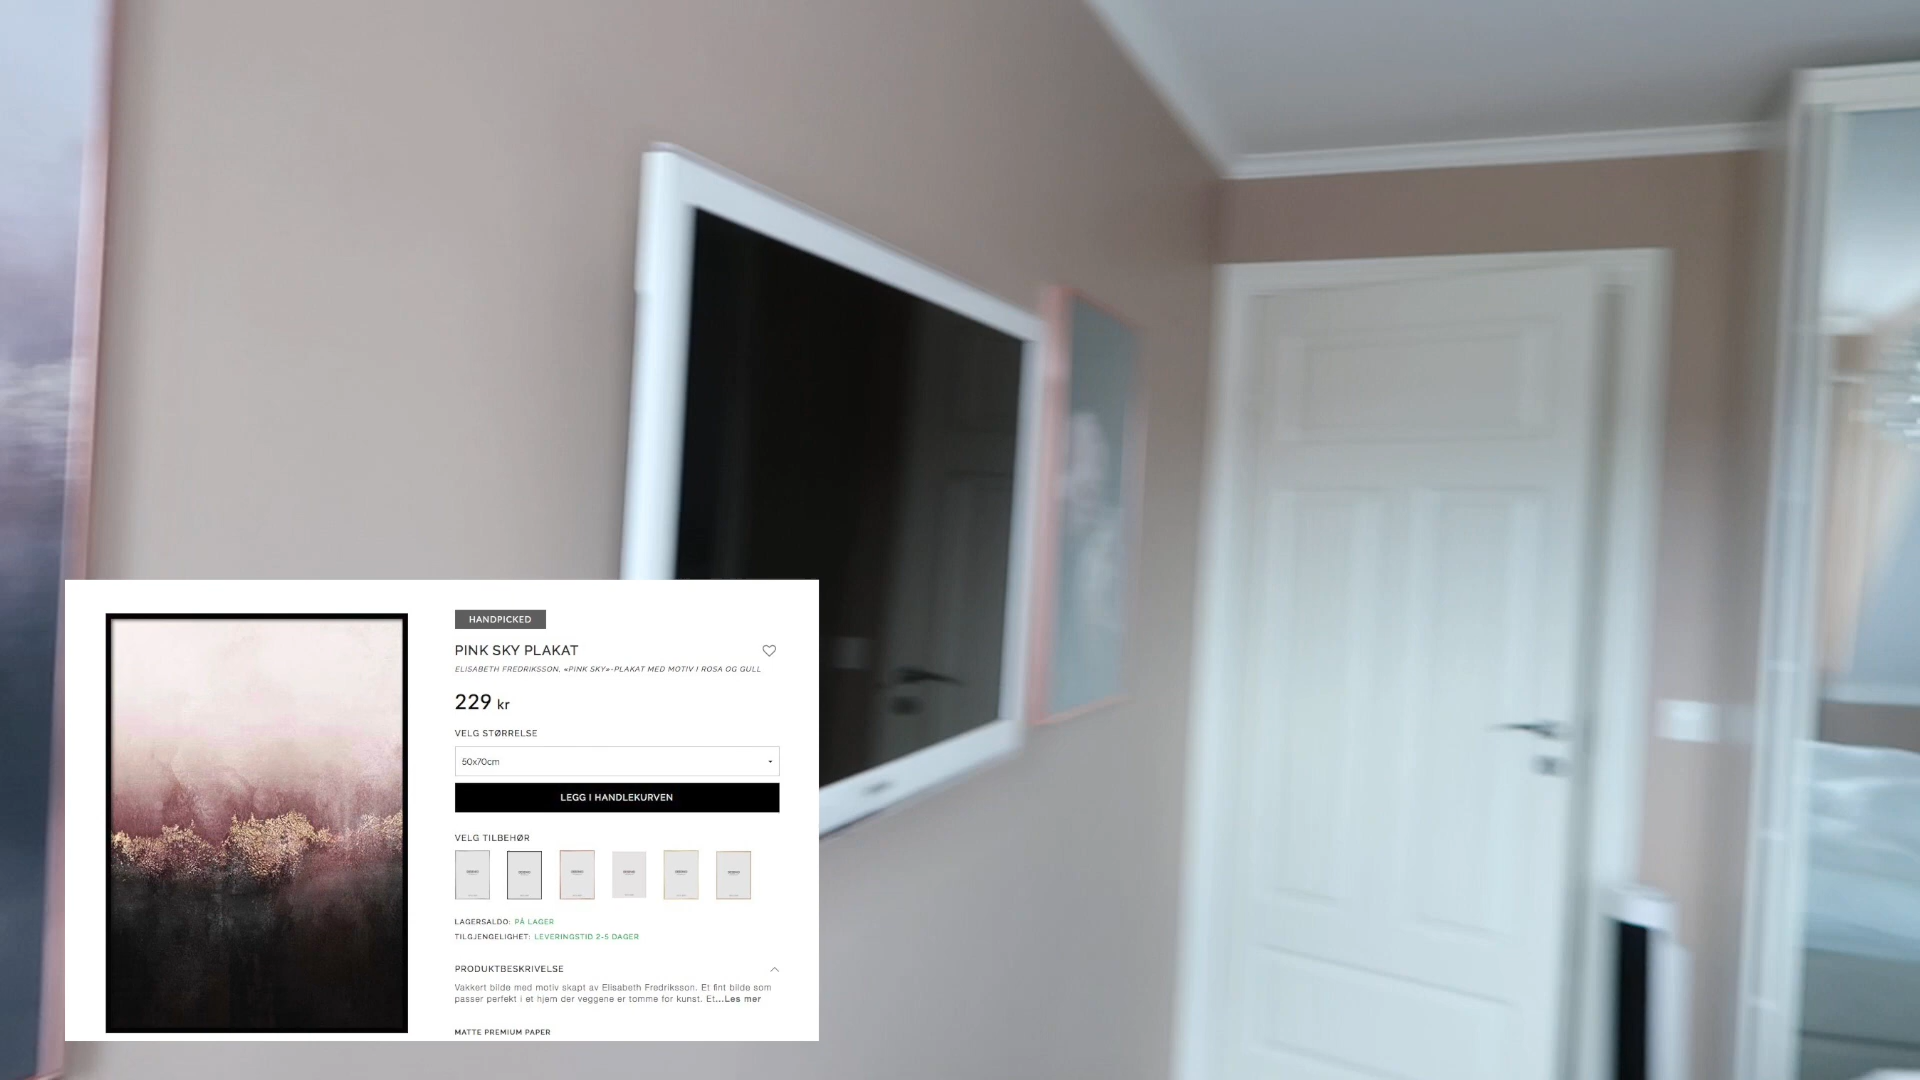 HANDPICKED
PINK SKY PLAKAT
ELISABETH FREDRIKSSON, «PINK SKY»-PLAKAT MED MOTIV I ROSA OG GULL
229 kr
VELG STØRRELSE
50x70cm
LEGG I HANDLEKURVEN
VELG TILBEHØR
LAGERSALDO: PÅ LAGER
TILGJENGELIGHET: LEVERINGSTID 2-5 DAGER
PRODUKTBESKRIVELSE
Vakkert bilde med motiv skapt av Elisabeth Fredriksson. Et fint bilde som
passer perfekt i et hjem der veggene er tomme for kunst. Et...Les mer
MATTE PREMIUM PAPER